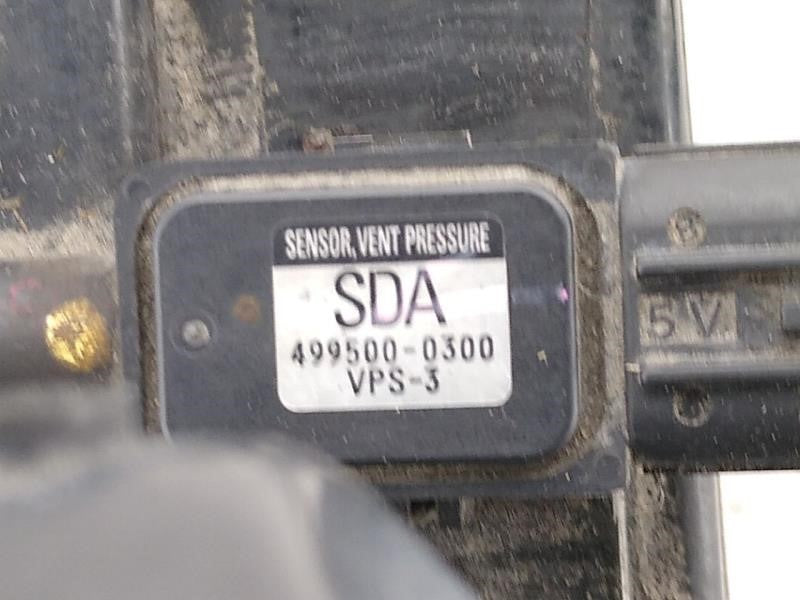 SENSOR, VENT PRESSURE
SDA
499500-0300
VPS-3
5V